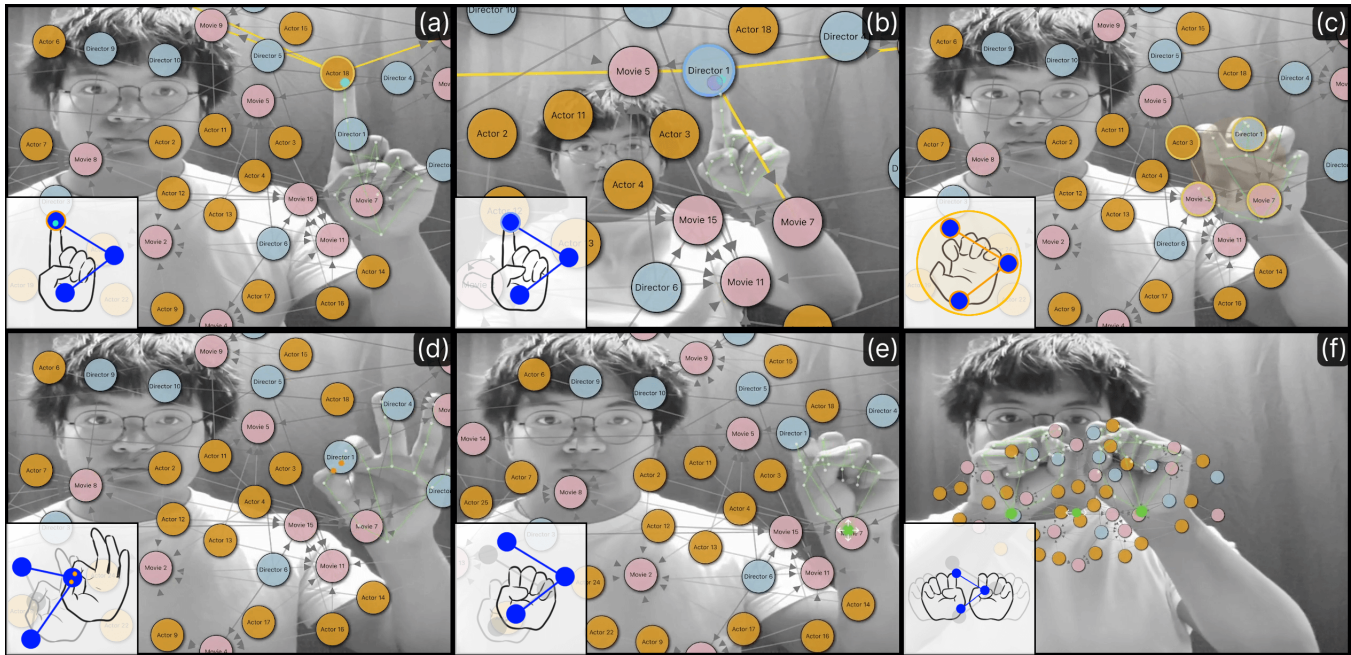 (a)
Movie 9
Actor 15
Actor 6
Director 9
Director 5
Director 10
Actor 18
Director 4
Movie 5
Actor 11
Director 1
Actor 7
Actor 2
Actor 3
Movie 8
Actor 4
Actor 12
Movie 15
Movie 7
Actor 13
Movie 2
Director 6
Movie 11
Actor 14
Actor 17
Actor 9
Actor 16
Movie 4
(b)
Director 10
Actor 18
Director 4
Movie 5
Director 1
Actor 11
Actor 2
Actor 3
Actor 4
Movie 15
Movie 7
Director 6
Movie 11
(c)
Movie 9
Actor 15
Actor 6
Director 9
Director 5
Director 10
Actor 18
Director 4
Movie 5
Actor 11
Director 1
Actor 7
Actor 2
Actor 3
Movie 8
Actor 4
Actor 12
Movie 7
Actor 13
Movie 2
Director 6
Movie 11
Actor 14
Actor 17
Actor 9
Actor 16
Movie 4
(d)
Movie 9
Actor 15
Actor 6
Director 9
Director 5
Director 10
Actor 18
Director 4
Movie 5
Actor 11
Director 1
Actor 7
Actor 2
Actor 3
Movie 8
Actor 4
Actor 12
Movie 15
Movie 7
Actor 13
Movie 2
Director 6
Movie 11
Actor 14
Actor 17
Actor 9
Actor 16
Movie 4
(e)
Movie 9
Actor 15
Actor 6
Director 9
Director 5
Director 10
Actor 18
Director 4
Movie 14
Movie 5
Director 1
Actor 11
Actor 7
Actor 2
Actor 3
Movie 8
Actor 25
Actor 4
Actor 12
Movie 15
Actor 13
Movie 2
Director 6
Movie 11
Actor 24
Actor 14
Actor 17
Actor 22
Actor 9
Actor 16
(f)